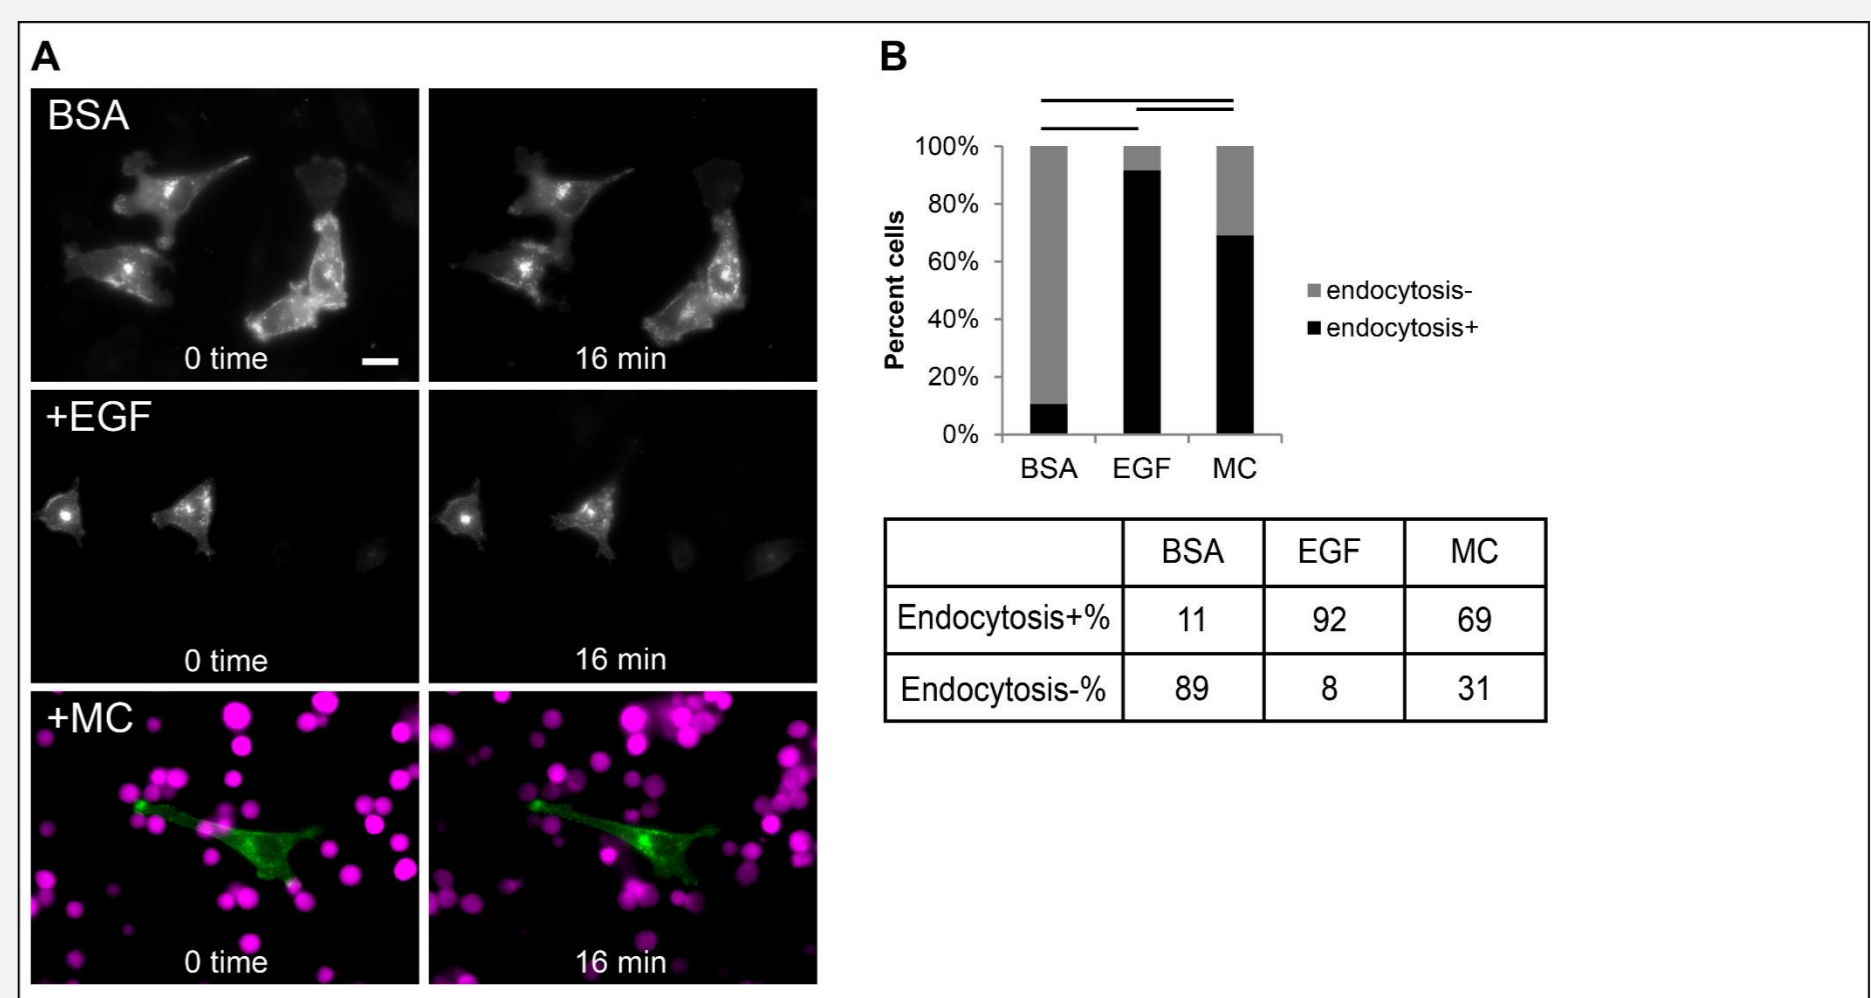 A
BSA
0 time
16 min
+EGF
0 time
16 min
+MC
0 time
16 min
B
100%
80%
60%
40%
20%
0%
Percent cells
BSA EGF MC
endocytosis-
endocytosis+
BSA EGF MC
Endocytosis+% 11 92 69
Endocytosis-% 89 8 31